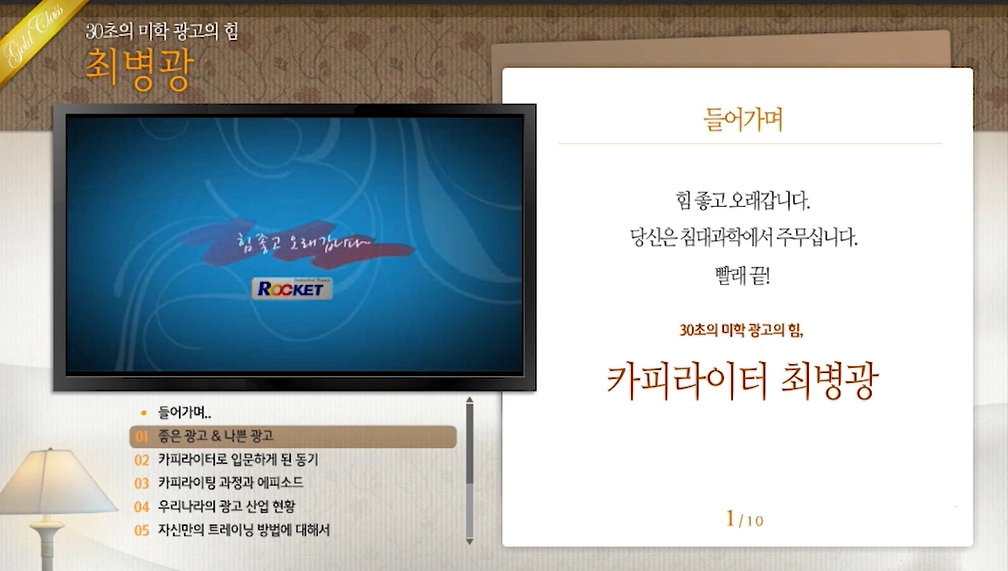 Gold Class
30초의 미학 광고의 힘
최병광
힘 좋고 오래 갑니다
ROCKET
들어가며..
01 좋은 광고 & 나쁜 광고
02 카피라이터로 입문하게 된 동기
03 카피라이팅 과정과 에피소드
04 우리나라의 광고 산업 현황
05 자신만의 트레이닝 방법에 대해서
들어가며
힘 좋고 오래갑니다.
당신은 침대과학에서 주무십니다.
빨래 끝!
30초의 미학 광고의 힘,
카피라이터 최병광
1/10